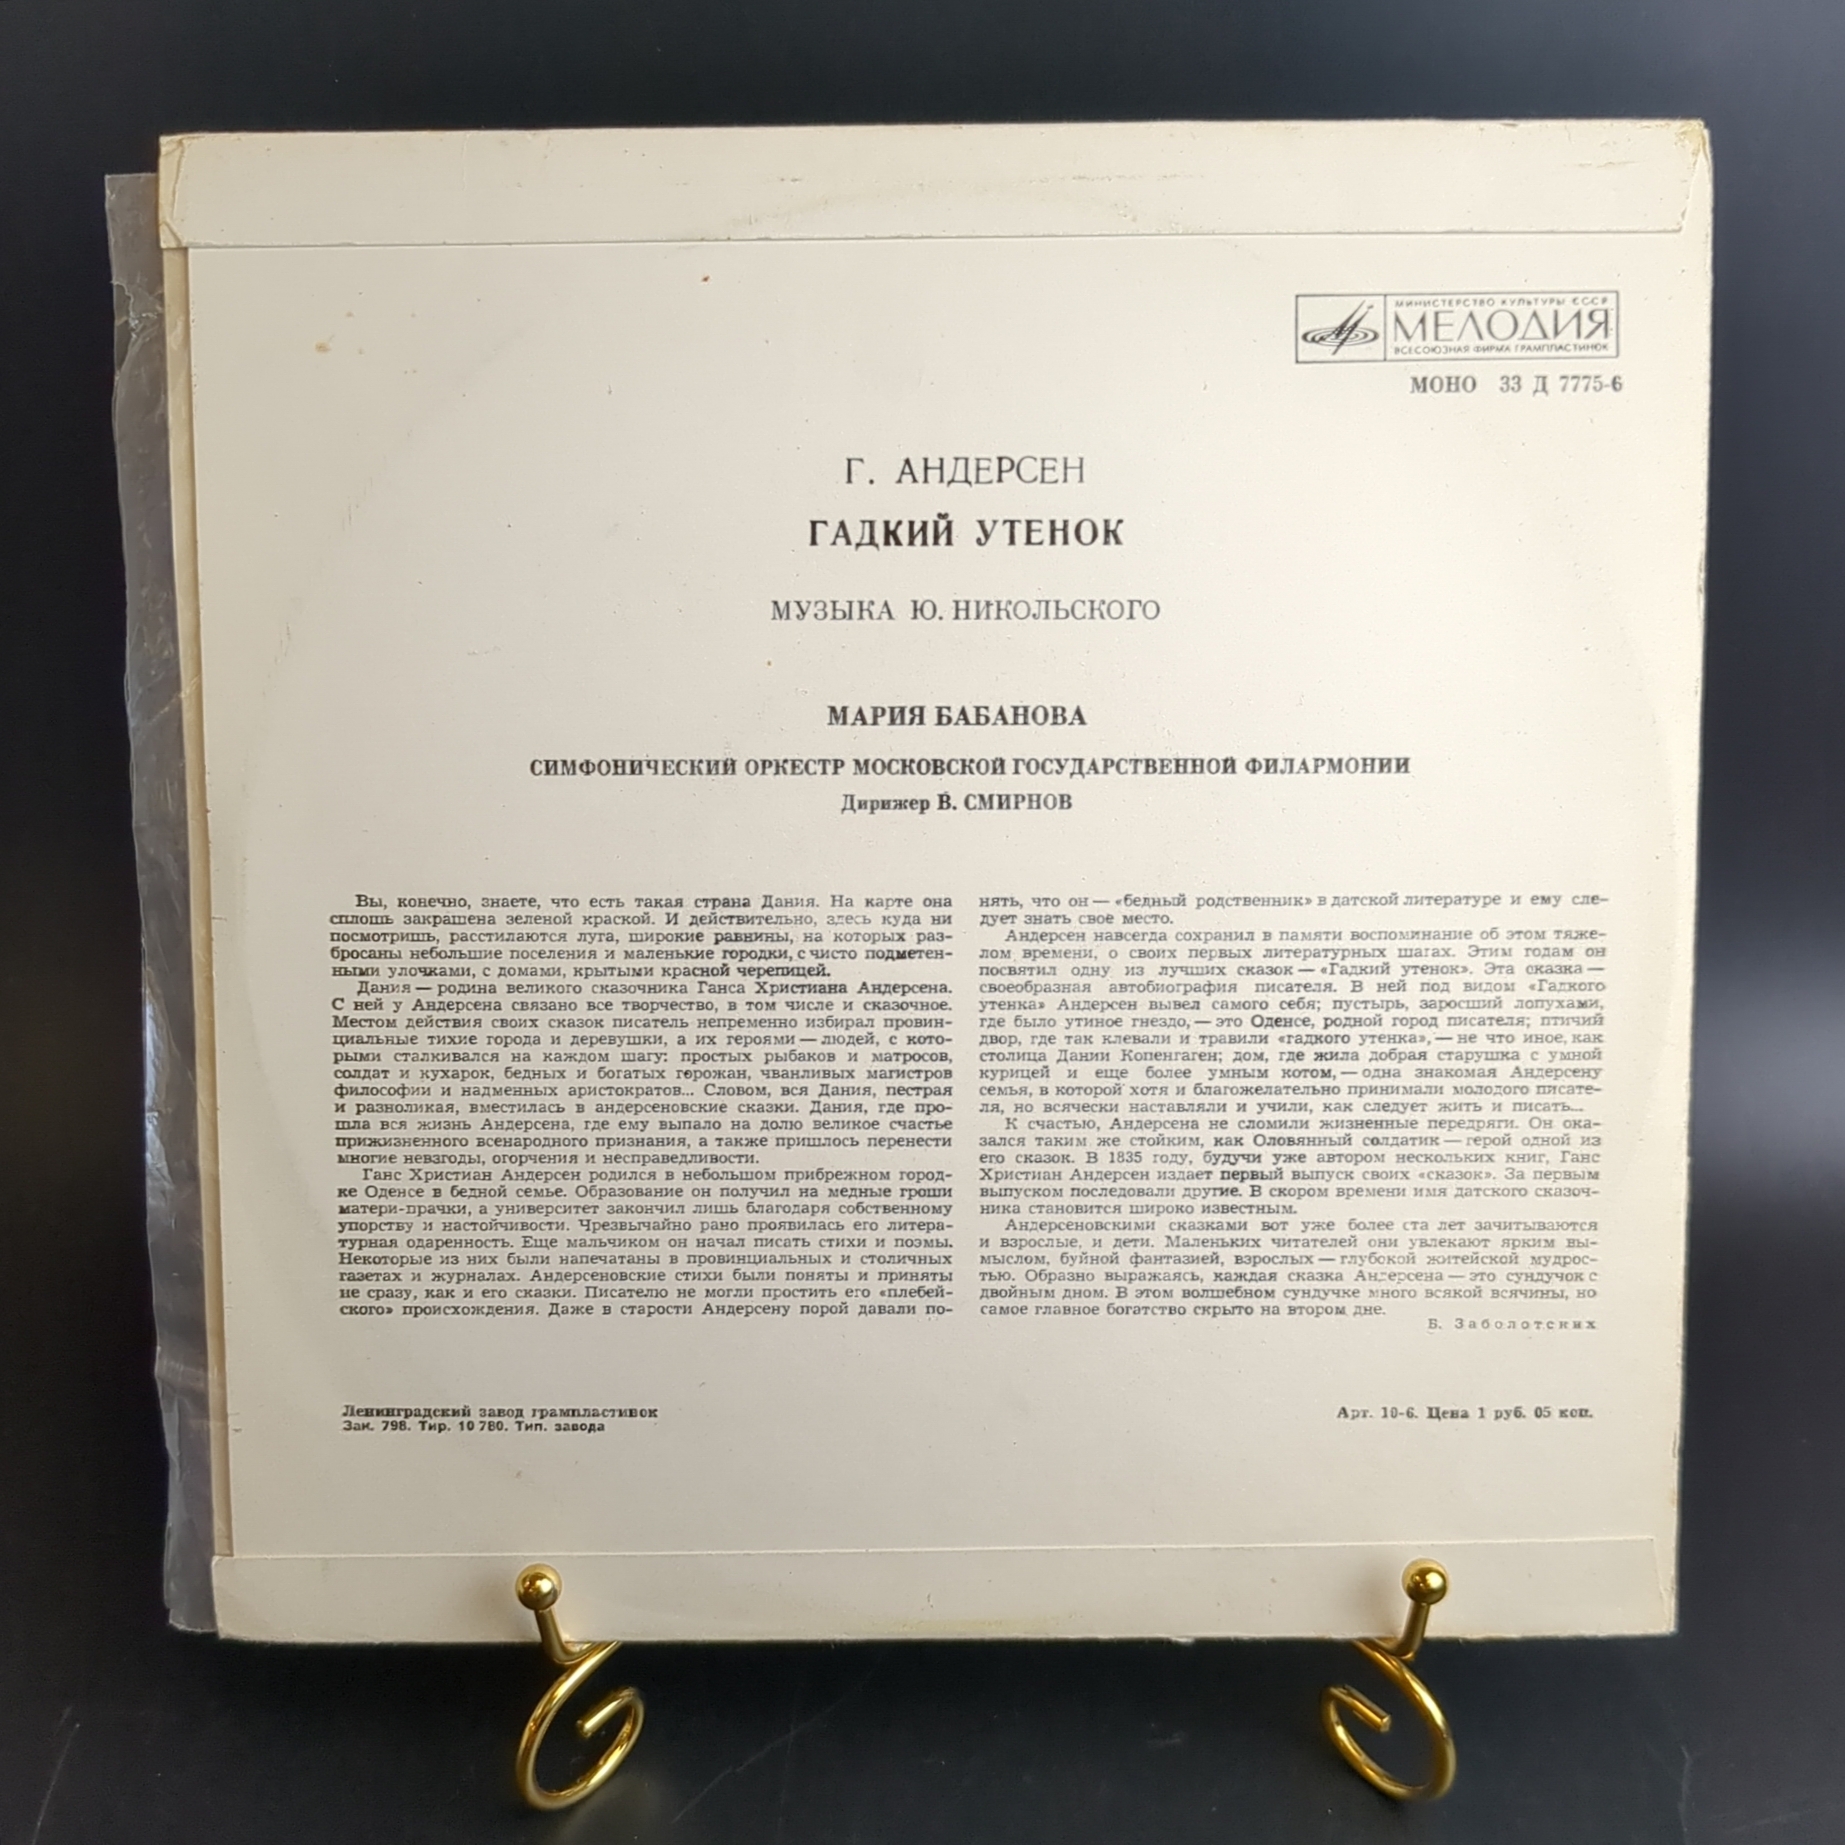 МИНИСТЕРСТВО КУЛЬТУРЫ СССР
МЕЛОДИЯ
ВСЕСОЮЗНАЯ ФИРМА ГРАМПЛАСТИНОК
МОНО 33 Д 7775-6
Г. АНДЕРСЕН
ГАДКИЙ УТЕНОК
МУЗЫКА Ю. НИКОЛЬСКОГО
МАРИЯ БАБАНОВА
СИМФОНИЧЕСКИЙ ОРКЕСТР МОСКОВСКОЙ ГОСУДАРСТВЕННОЙ ФИЛАРМОНИИ
Дирижер В. СМИРНОВ
Вы, конечно, знаете, что есть такая страна Дания. На карте она
сплошь закрашена зеленой краской. И действительно, здесь куда ни
посмотришь, расстилаются луга, широкие равнины, на которых раз-
бросаны небольшие поселения и маленькие городки, с чисто подметен-
ными улочками, с домами, крытыми красной черепицей.
Дания — родина великого сказочника Ганса Христиана Андерсена.
С ней у Андерсена связано все творчество, в том числе и сказочное.
Местом действия своих сказок писатель непременно избирал провин-
циальные тихие города и деревушки, а их героями — людей, с кото-
рыми сталкивался на каждом шагу: простых рыбаков и матросов,
солдат и кухарок, бедных и богатых горожан, чванливых магистров
философии и надменных аристократов... Словом, вся Дания, пестрая
и разноликая, вместилась в андерсеновские сказки. Дания, где про-
шла вся жизнь Андерсена, где ему выпало на долю великое счастье
прижизненного всенародного признания, а также пришлось перенести
многие невзгоды, огорчения и несправедливости.
Ганс Христиан Андерсен родился в небольшом прибрежном город-
ке Оденсе в бедной семье. Образование он получил на медные гроши
матери-прачки, а университет закончил лишь благодаря собственному
упорству и настойчивости. Чрезвычайно рано проявилась его литера-
турная одаренность. Еще мальчиком он начал писать стихи и поэмы.
Некоторые из них были напечатаны в провинциальных и столичных
газетах и журналах. Андерсеновские стихи были поняты и приняты
не сразу, как и его сказки. Писателю не могли простить его «плебей-
ского» происхождения. Даже в старости Андерсену порой давали по-
нять, что он — «бедный родственник» в датской литературе и ему сле-
дует знать свое место.
Андерсен навсегда сохранил в памяти воспоминание об этом тяже-
лом времени, о своих первых литературных шагах. Этим годам он
посвятил одну из лучших сказок — «Гадкий утенок». Эта сказка —
своеобразная автобиография писателя. В ней под видом «Гадкого
утенка» Андерсен вывел самого себя; пустырь, заросший лопухами,
где было утиное гнездо, — это Оденсе, родной город писателя; птичий
двор, где так клевали и травили «гадкого утенка», — не что иное, как
столица Дании Копенгаген; дом, где жила добрая старушка с умной
курицей и еще более умным котом, — одна знакомая Андерсену
семья, в которой хотя и благожелательно принимали молодого писате-
ля, но всячески наставляли и учили, как следует жить и писать...
К счастью, Андерсена не сломили жизненные передряги. Он ока-
зался таким же стойким, как Оловянный солдатик — герой одной из
его сказок. В 1835 году, будучи уже автором нескольких книг, Ганс
Христиан Андерсен издает первый выпуск своих «сказок». За первым
выпуском последовали другие. В скором времени имя датского сказоч-
ника становится широко известным.
Андерсеновскими сказками вот уже более ста лет зачитываются
и взрослые, и дети. Маленьких читателей они увлекают ярким вы-
мыслом, буйной фантазией, взрослых — глубокой житейской мудрос-
тью. Образно выражаясь, каждая сказка Андерсена — это сундучок с
двойным дном. В этом волшебном сундучке много всякой всячины, но
самое главное богатство скрыто на втором дне.
Б. Заболотских
Ленинградский завод грампластинок
Зак. 798. Тир. 10 780. Тип. завода
Арт. 10-6. Цена 1 руб. 05 коп.